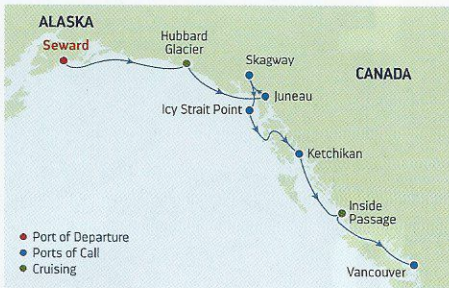 ALASKA
Seward
Hubbard
Glacier
Skagway
CANADA
Juneau
Icy Strait Point
Ketchikan
Inside
Passage
Vancouver
Port of Departure
Ports of Call
Cruising